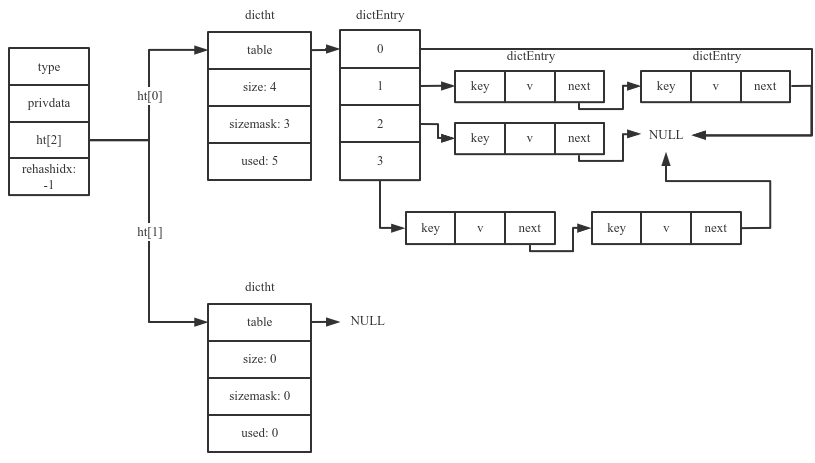 dictht
dictEntry
type
privdata
ht[2]
rehashidx:
-1
ht[0]
ht[1]
table
size: 4
sizemask: 3
used: 5
0
1
2
3
dictEntry
dictEntry
key v next
key v next
key v next
NULL
key v next
key v next
dictht
table
NULL
size: 0
sizemask: 0
used: 0